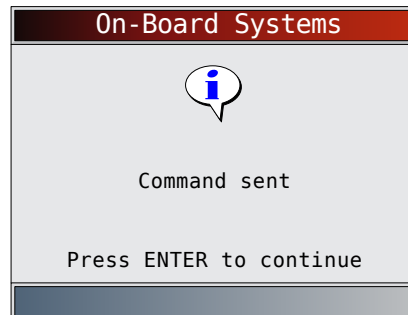 On-Board Systems
i
Command sent
Press ENTER to continue